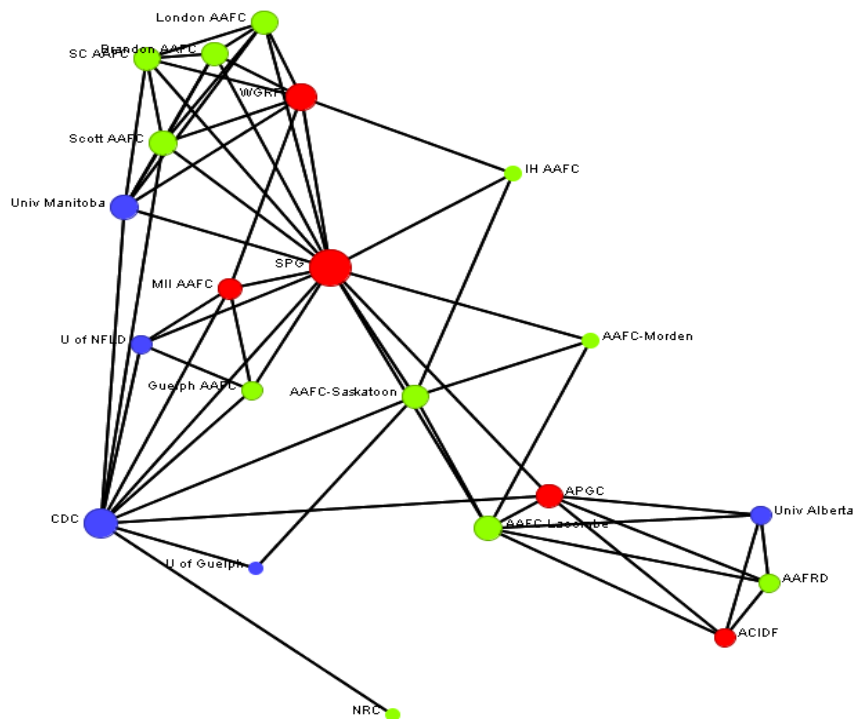 London AAFC
Brandon AAFC
SC AAFC
WGRF
Scott AAFC
IH AAFC
Univ Manitoba
SPG
MII AAFC
U of NFLD
AAFC-Morden
Guelph AAFC
AAFC-Saskatoon
APGC
CDC
AAFC-Lacombe
Univ Alberta
U of Guelph
AAFRD
ACIDF
NRC